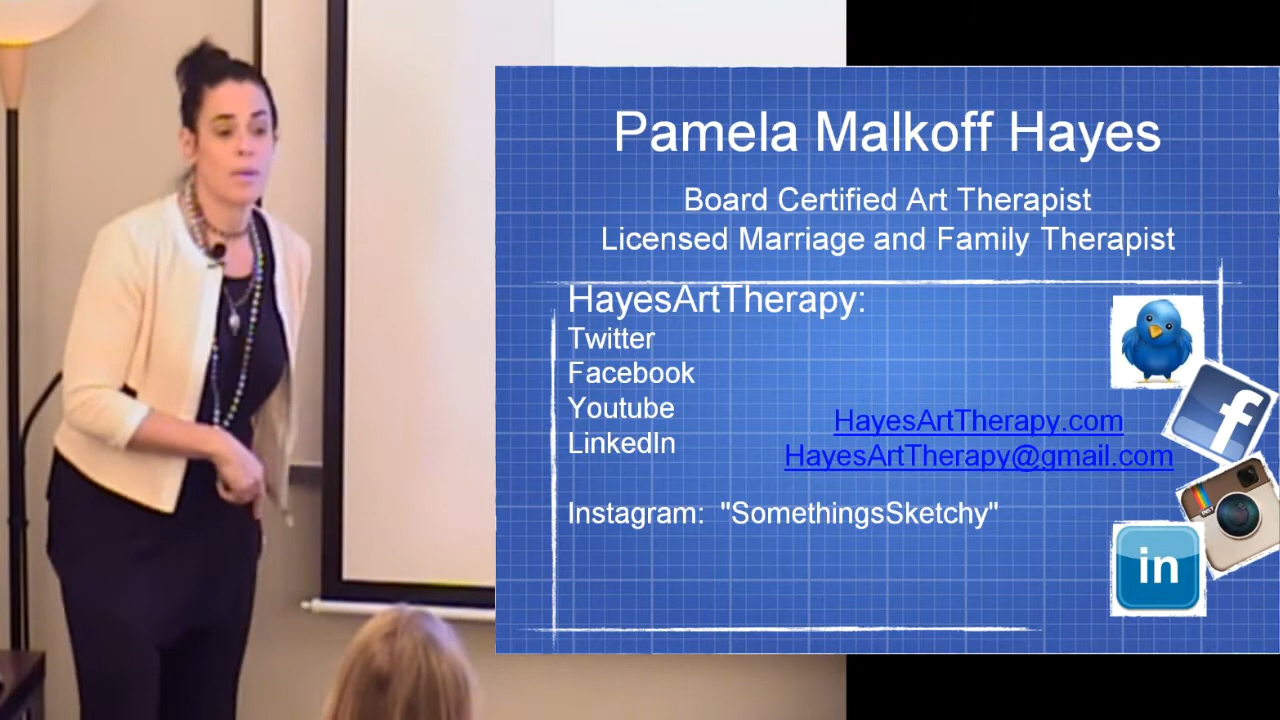 Pamela Malkoff Hayes
Board Certified Art Therapist
Licensed Marriage and Family Therapist
HayesArtTherapy:
Twitter
Facebook
Youtube
LinkedIn
HayesArtTherapy.com
HayesArtTherapy@gmail.com
Instagram: "SomethingsSketchy"
f
INST
in